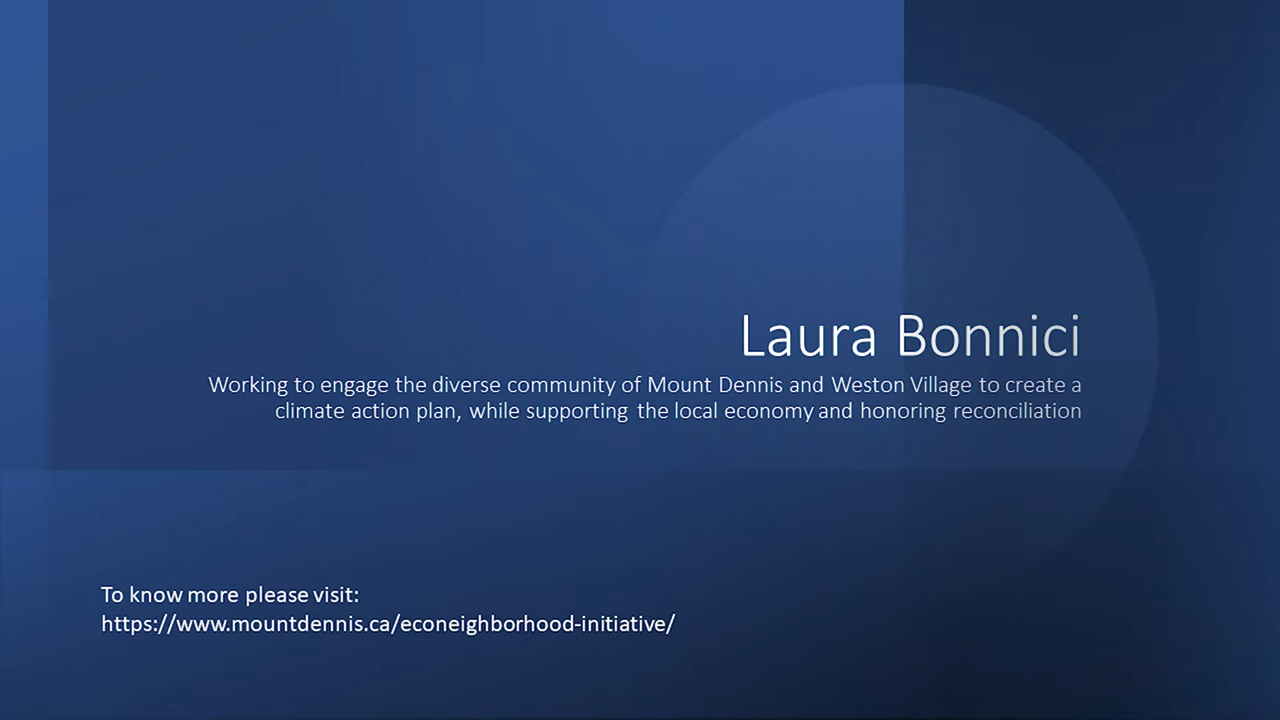 Laura Bonnici
Working to engage the diverse community of Mount Dennis and Weston Village to create a
climate action plan, while supporting the local economy and honoring reconciliation
To know more please visit:
https://www.mountdennis.ca/econeighborhood-initiative/